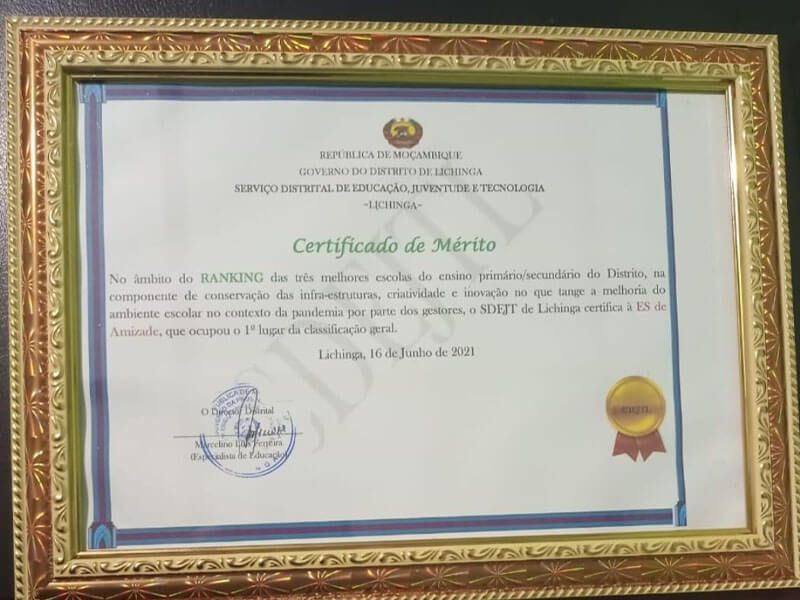 REPÚBLICA DE MOÇAMBIQUE
GOVERNO DO DISTRITO DE LICHINGA
SERVIÇO DISTRITAL DE EDUCAÇÃO, JUVENTUDE E TECNOLOGIA
-LICHINGA-
Certificado de Mérito
No âmbito do RANKING das três melhores escolas do ensino primário/secundário do Distrito, na
componente de conservação das infra-estruturas, criatividade e inovação no que tange a melhoria do
ambiente escolar no contexto da pandemia por parte dos gestores, o SDEJT de Lichinga certifica à ES de
Amizade, que ocupou o 1º lugar da classificação geral.
Lichinga, 16 de Junho de 2021
O Director Distrital
Marcelino Luís Ferreira
(Especialista de Educação)
SDEJTL
SDEJTL